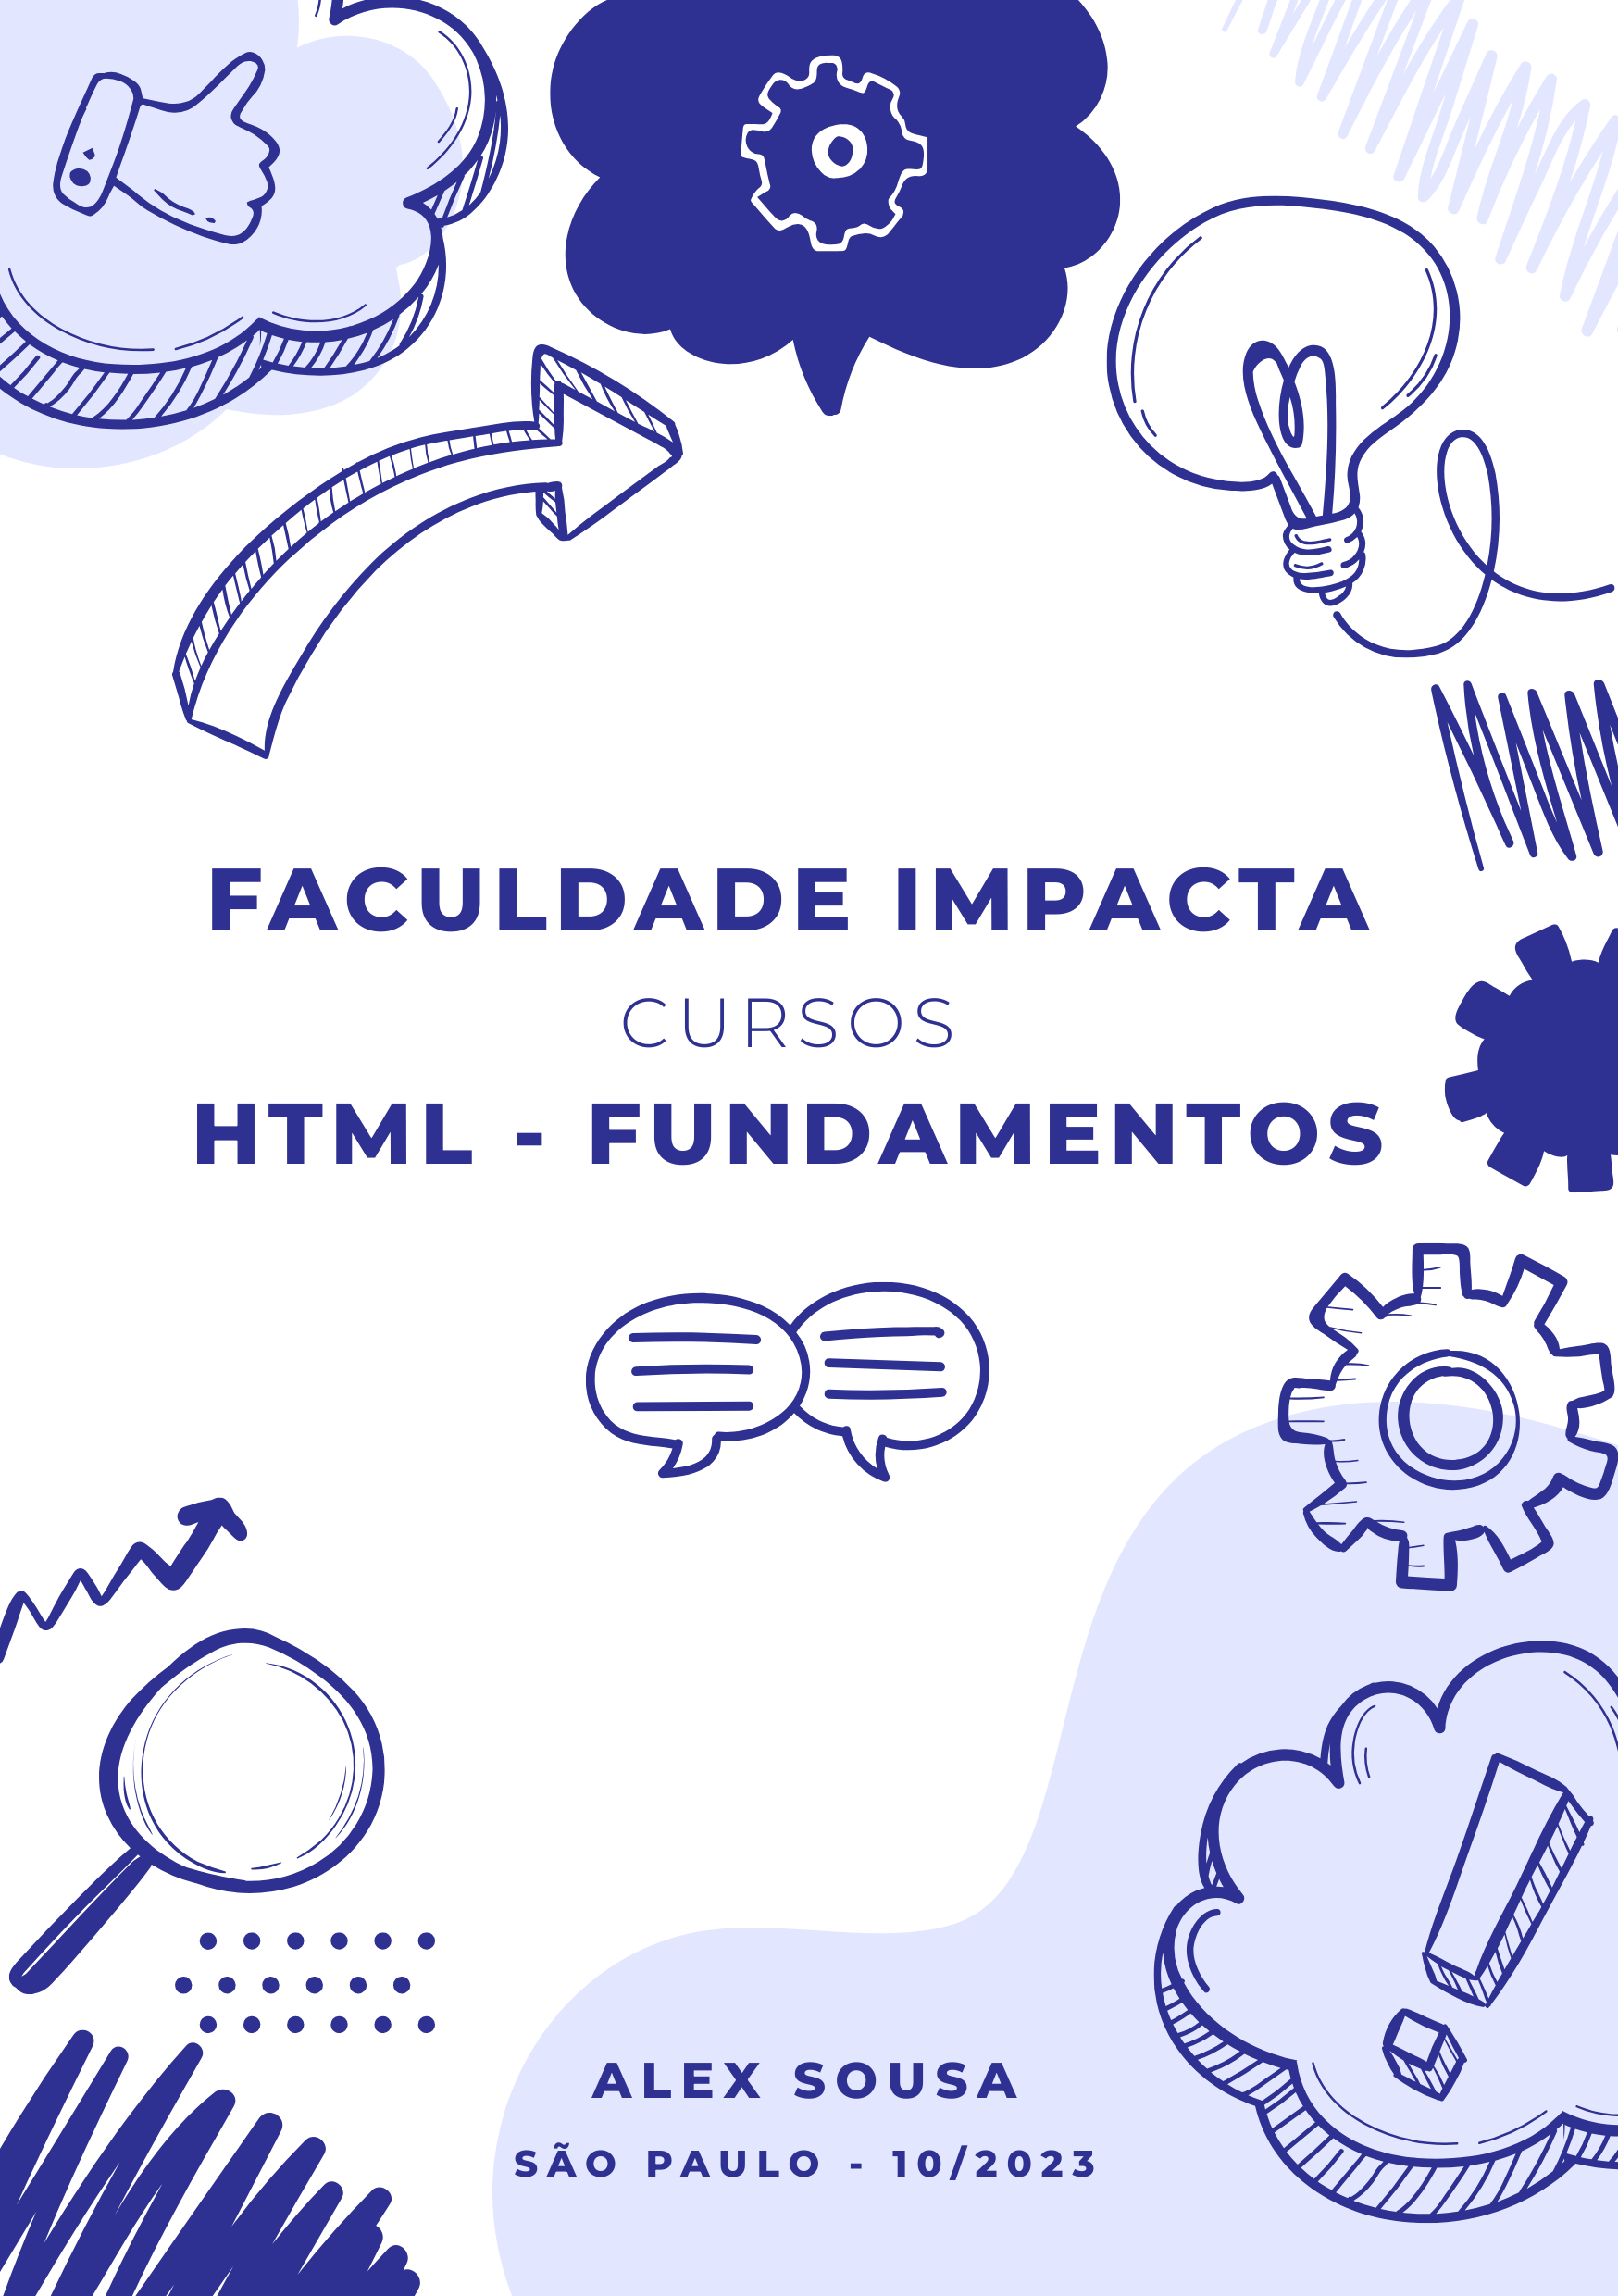 FACULDADE IMPACTA
CURSOS
HTML - FUNDAMENTOS
ALEX SOUSA
SÃO PAULO - 10/2023